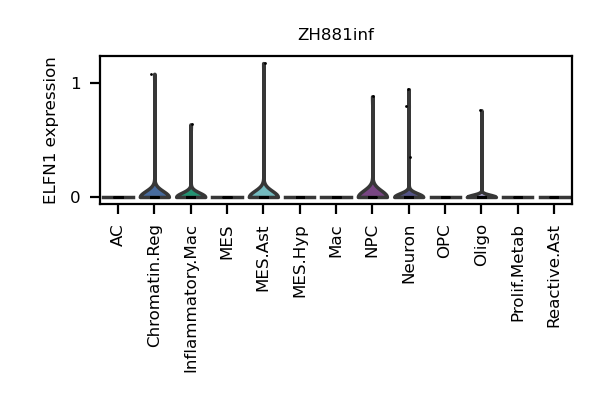 ZH881inf
ELFN1 expression
1
0
AC
Chromatin.Reg
Inflammatory.Mac
MES
MES.Ast
MES.Hyp
Mac
NPC
Neuron
OPC
Oligo
Prolif.Metab
Reactive.Ast